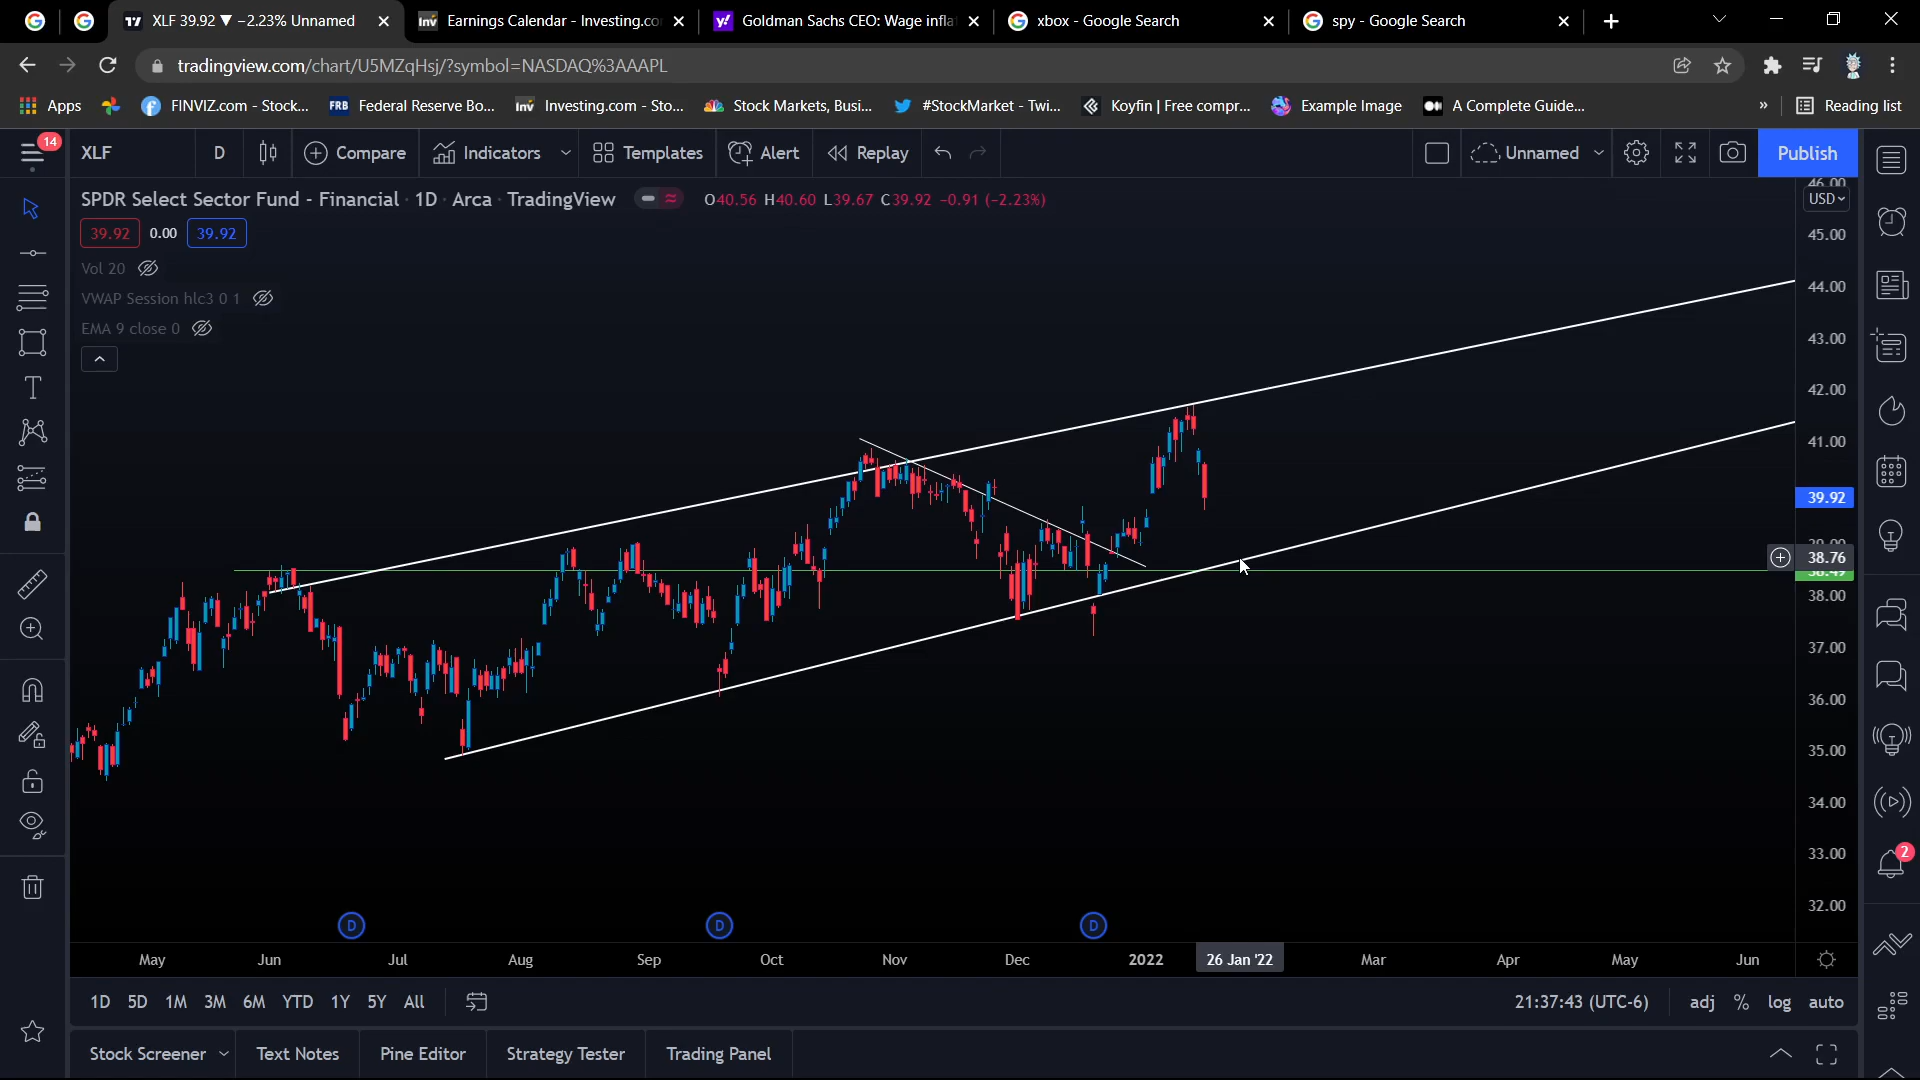 XLF 39.92 ▼ −2.23% Unnamed
Earnings Calendar - Investing.co
Goldman Sachs CEO: Wage infla
xbox - Google Search
spy - Google Search
tradingview.com/chart/U5MZqHsj/?symbol=NASDAQ%3AAAPL
Apps
FINVIZ.com - Stock...
FRB Federal Reserve Bo...
Inv Investing.com - Sto...
Stock Markets, Busi...
#StockMarket - Twi...
Koyfin | Free compr...
Example Image
A Complete Guide...
»
Reading list
14
XLF
D
Compare
Indicators
Templates
Alert
Replay
Unnamed
Publish
SPDR Select Sector Fund - Financial · 1D · Arca · TradingView
O40.56 H40.60 L39.67 C39.92 −0.91 (−2.23%)
USD
39.92 0.00 39.92
Vol 20
VWAP Session hlc3 0 1
EMA 9 close 0
46.00
45.00
44.00
43.00
42.00
41.00
39.92
39.00
38.76
38.49
38.00
37.00
36.00
35.00
34.00
33.00
32.00
2
D D D
May Jun Jul Aug Sep Oct Nov Dec 2022 26 Jan '22 Mar Apr May Jun
1D 5D 1M 3M 6M YTD 1Y 5Y All
21:37:43 (UTC-6)
adj % log auto
Stock Screener
Text Notes
Pine Editor
Strategy Tester
Trading Panel